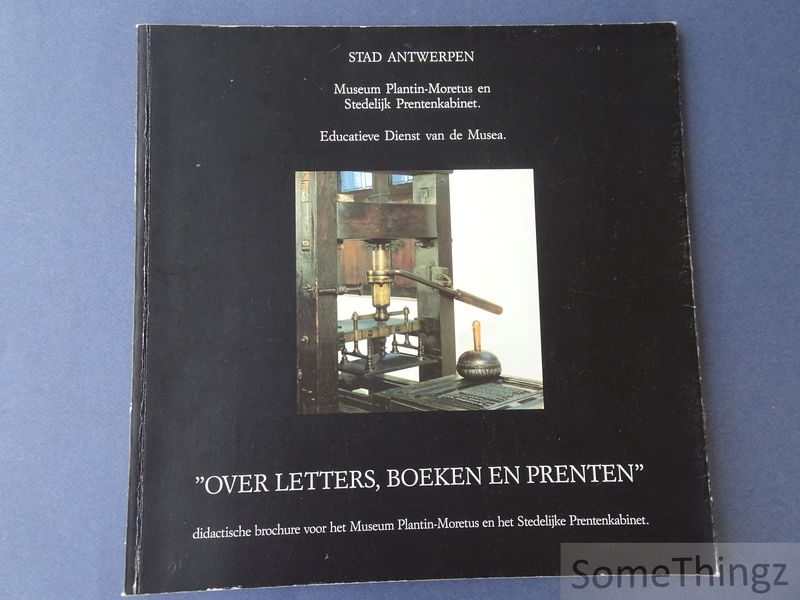 STAD ANTWERPEN
Museum Plantin-Moretus en
Stedelijk Prentenkabinet.
Educatieve Dienst van de Musea.
”OVER LETTERS, BOEKEN EN PRENTEN”
didactische brochure voor het Museum Plantin-Moretus en het Stedelijke Prentenkabinet.
SomeThingz